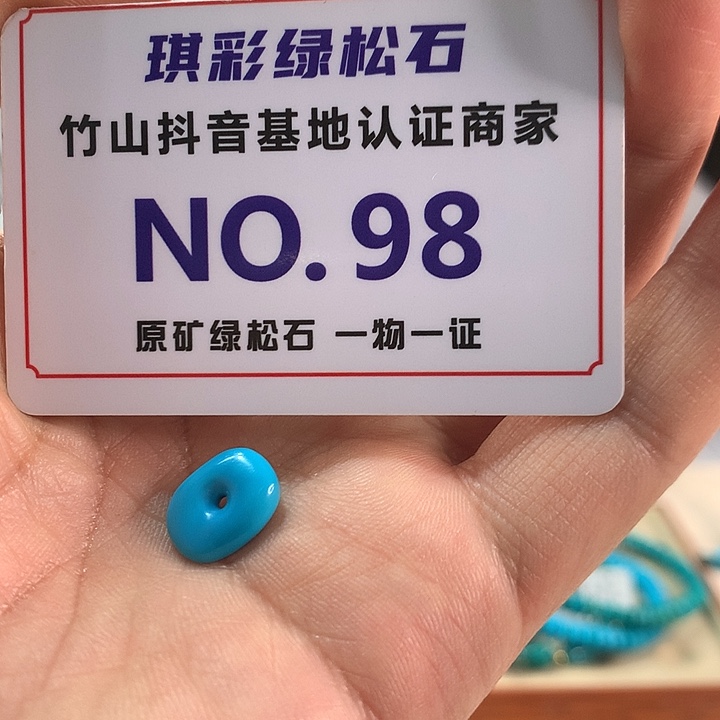 琪彩绿松石
竹山抖音基地认证商家
NO.98
原矿绿松石 一物一证